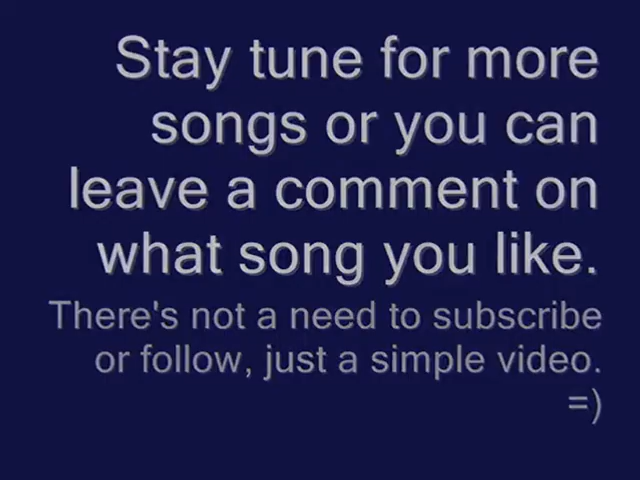 Stay tune for more
songs or you can
leave a comment on
what song you like.
There's not a need to subscribe
or follow, just a simple video.
=)